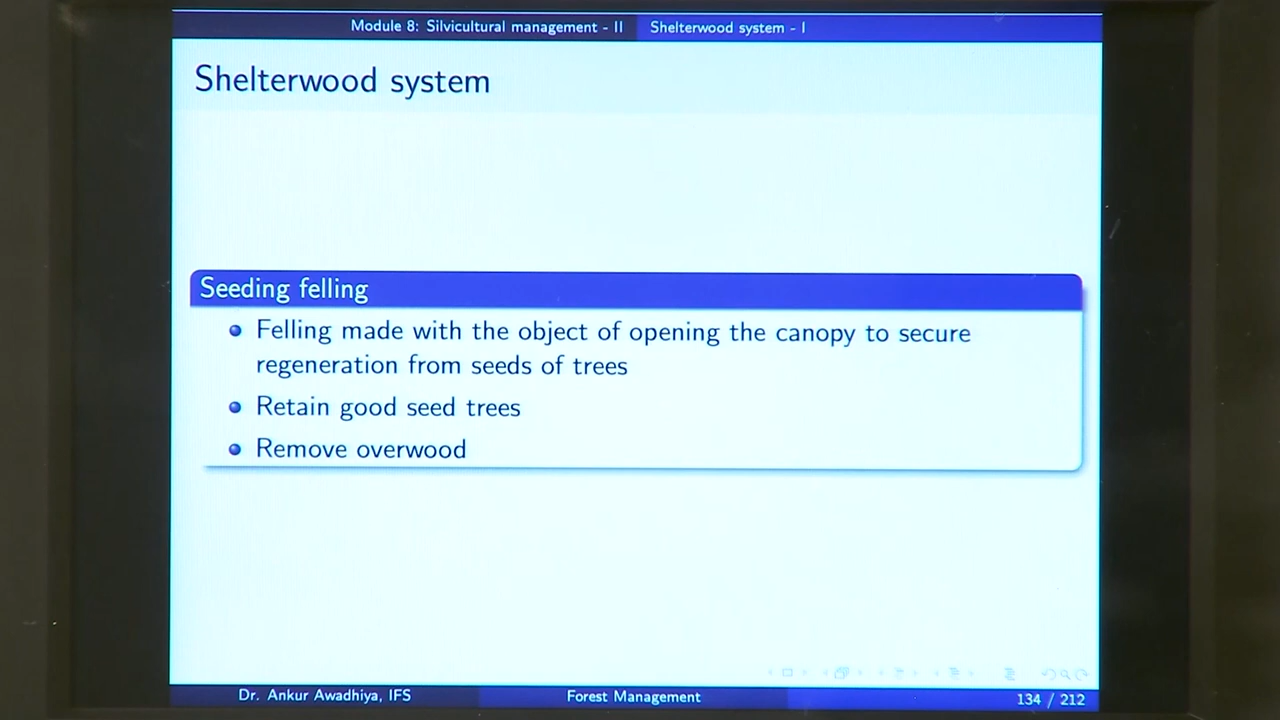 Module 8: Silvicultural management - II Shelterwood system - I
Shelterwood system
Seeding felling
Felling made with the object of opening the canopy to secure
regeneration from seeds of trees
Retain good seed trees
Remove overwood
Dr. Ankur Awadhiya, IFS Forest Management 134 / 212